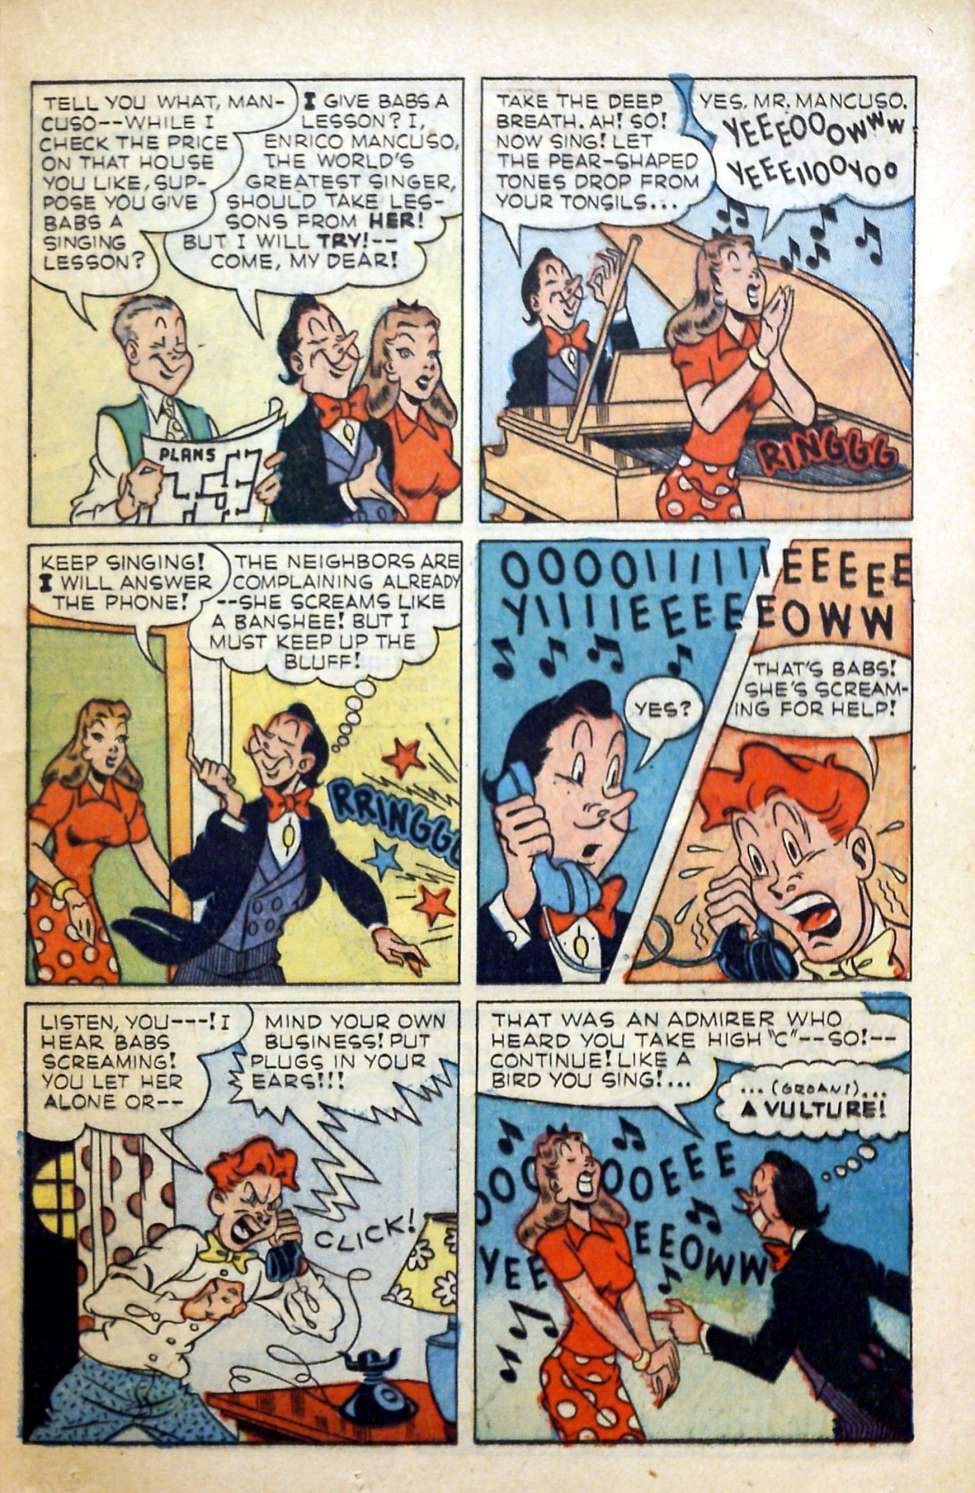 TELL YOU WHAT, MAN-
CUSO--WHILE I
CHECK THE PRICE
ON THAT HOUSE
YOU LIKE, SUP-
POSE YOU GIVE
BABS A
SINGING
LESSON?
I GIVE BABS A
LESSON? I,
ENRICO MANCUSO,
THE WORLD'S
GREATEST SINGER,
SHOULD TAKE LES-
SONS FROM HER!
BUT I WILL TRY!--
COME, MY DEAR!
PLANS
TAKE THE DEEP
BREATH. AH! SO!
NOW SING! LET
THE PEAR-SHAPED
TONES DROP FROM
YOUR TONSILS...
YES, MR. MANCUSO.
YEEEOOOWWW
YEEEIIOOYOO
RINGGG
KEEP SINGING!
I WILL ANSWER
THE PHONE!
THE NEIGHBORS ARE
COMPLAINING ALREADY
--SHE SCREAMS LIKE
A BANSHEE! BUT I
MUST KEEP UP THE
BLUFF!
RRINGGG
OOOOIIIIIIIEEEEE
YIIIIIEEEEEEOWW
YES?
THAT'S BABS!
SHE'S SCREAM-
ING FOR HELP!
LISTEN, YOU---! I
HEAR BABS
SCREAMING!
YOU LET HER
ALONE OR--
MIND YOUR OWN
BUSINESS! PUT
PLUGS IN YOUR
EARS!!!
CLICK!
THAT WAS AN ADMIRER WHO
HEARD YOU TAKE HIGH "C"--SO!--
CONTINUE! LIKE A
BIRD YOU SING!...
...(GROAN!)...
A VULTURE!
OOOOOEEE
YEEEEEOWW